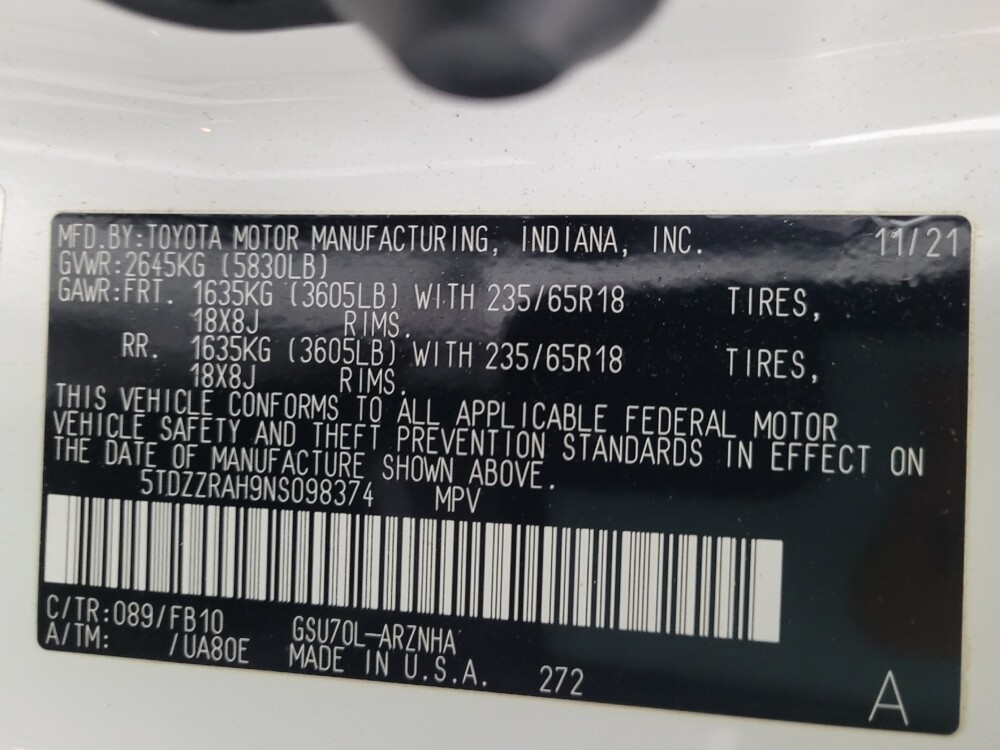 MFD.BY:TOYOTA MOTOR MANUFACTURING, INDIANA, INC. 11/21
GVWR:2645KG (5830LB)
GAWR:FRT. 1635KG (3605LB) WITH 235/65R18 TIRES,
18X8J RIMS.
RR. 1635KG (3605LB) WITH 235/65R18 TIRES,
18X8J RIMS.
THIS VEHICLE CONFORMS TO ALL APPLICABLE FEDERAL MOTOR
VEHICLE SAFETY AND THEFT PREVENTION STANDARDS IN EFFECT ON
THE DATE OF MANUFACTURE SHOWN ABOVE.
5TDZZRAH9NS098374 MPV
C/TR:089/FB10 GSU70L-ARZNHA
A/TM: /UA80E MADE IN U.S.A. 272 A